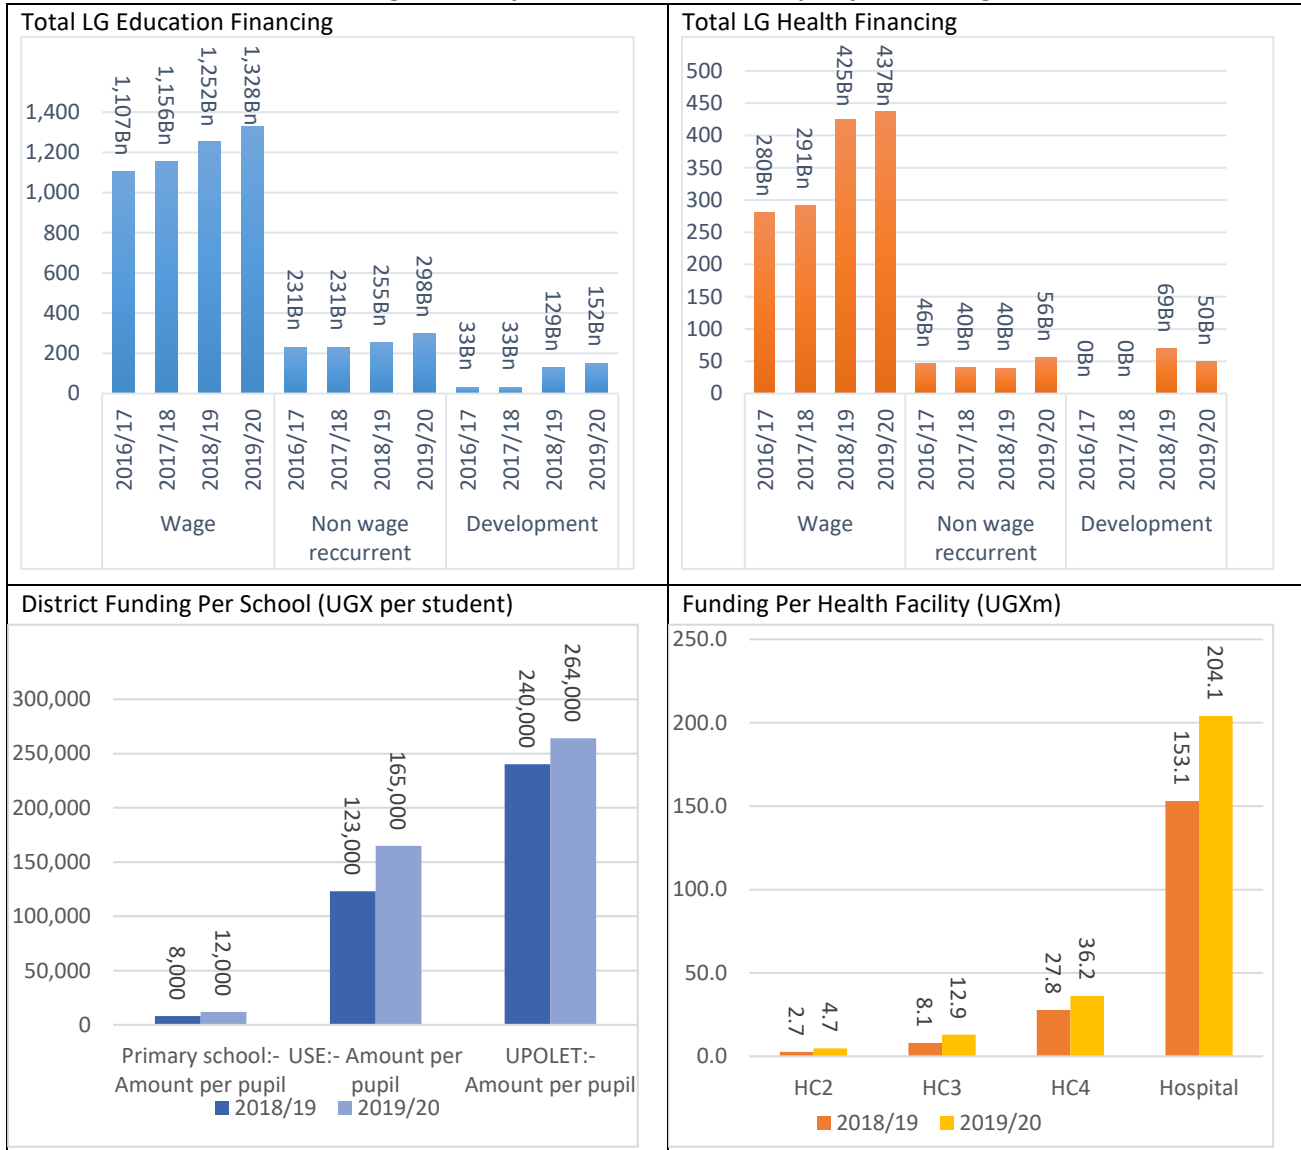 Total LG Education Financing
1,107Bn
1,156Bn
1,252Bn
1,328Bn
231Bn
231Bn
255Bn
298Bn
33Bn
33Bn
129Bn
152Bn
1,400
1,200
1,000
800
600
400
200
0
2016/17
2017/18
2018/19
2019/20
2016/17
2017/18
2018/19
2019/20
2016/17
2017/18
2018/19
2019/20
Wage
Non wage
reccurrent
Development
Total LG Health Financing
280Bn
291Bn
425Bn
437Bn
46Bn
40Bn
40Bn
56Bn
0Bn
0Bn
69Bn
50Bn
500
450
400
350
300
250
200
150
100
50
0
2016/17
2017/18
2018/19
2019/20
2016/17
2017/18
2018/19
2019/20
2016/17
2017/18
2018/19
2019/20
Wage
Non wage
reccurrent
Development
District Funding Per School (UGX per student)
300,000
250,000
200,000
150,000
100,000
50,000
0
8,000
12,000
123,000
165,000
240,000
264,000
Primary school:-
Amount per pupil
USE:- Amount per
pupil
UPOLET:-
Amount per pupil
2018/19
2019/20
Funding Per Health Facility (UGXm)
250.0
200.0
150.0
100.0
50.0
0.0
2.7
4.7
8.1
12.9
27.8
36.2
153.1
204.1
HC2
HC3
HC4
Hospital
2018/19
2019/20